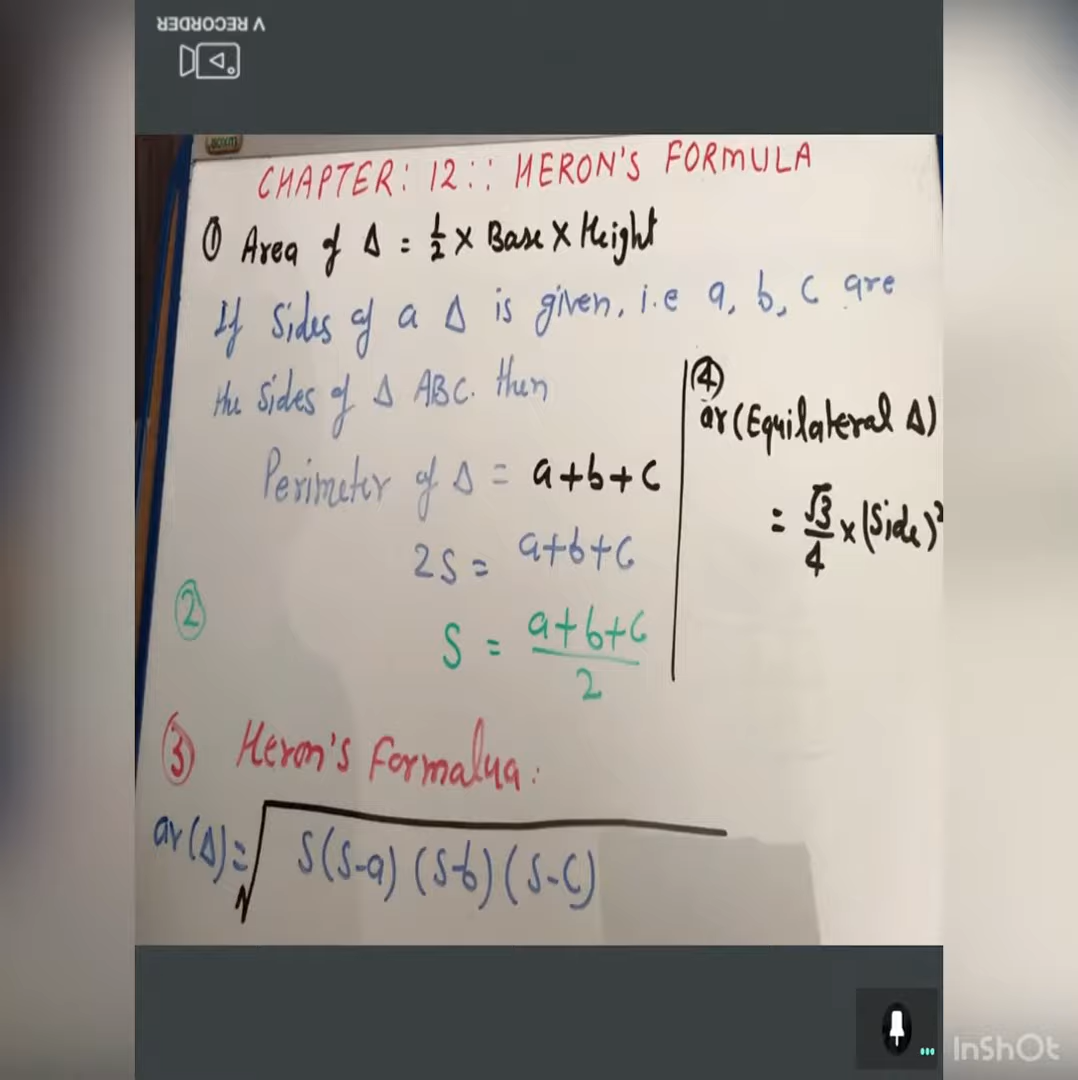 V RECORDER
CHAPTER: 12 :: HERON'S FORMULA
① Area of Δ = 1/2 × Base × Height
If Sides of a Δ is given, i.e a, b, c are
the Sides of Δ ABC. then
Perimeter of Δ = a+b+c
2S = a+b+c
② S = a+b+c/2
③ Heron's Formalua:
ar(Δ)= √S(S-a) (S-b) (S-c)
④
ar(Equilateral Δ)
= √3/4 × (Side)²
InShOt